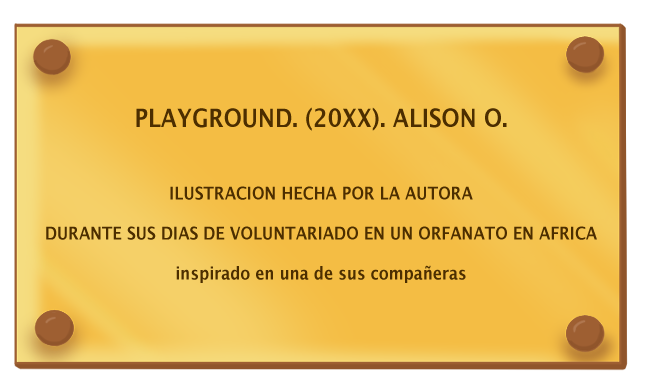 PLAYGROUND. (20XX). ALISON O.
ILUSTRACION HECHA POR LA AUTORA
DURANTE SUS DIAS DE VOLUNTARIADO EN UN ORFANATO EN AFRICA
inspirado en una de sus compañeras